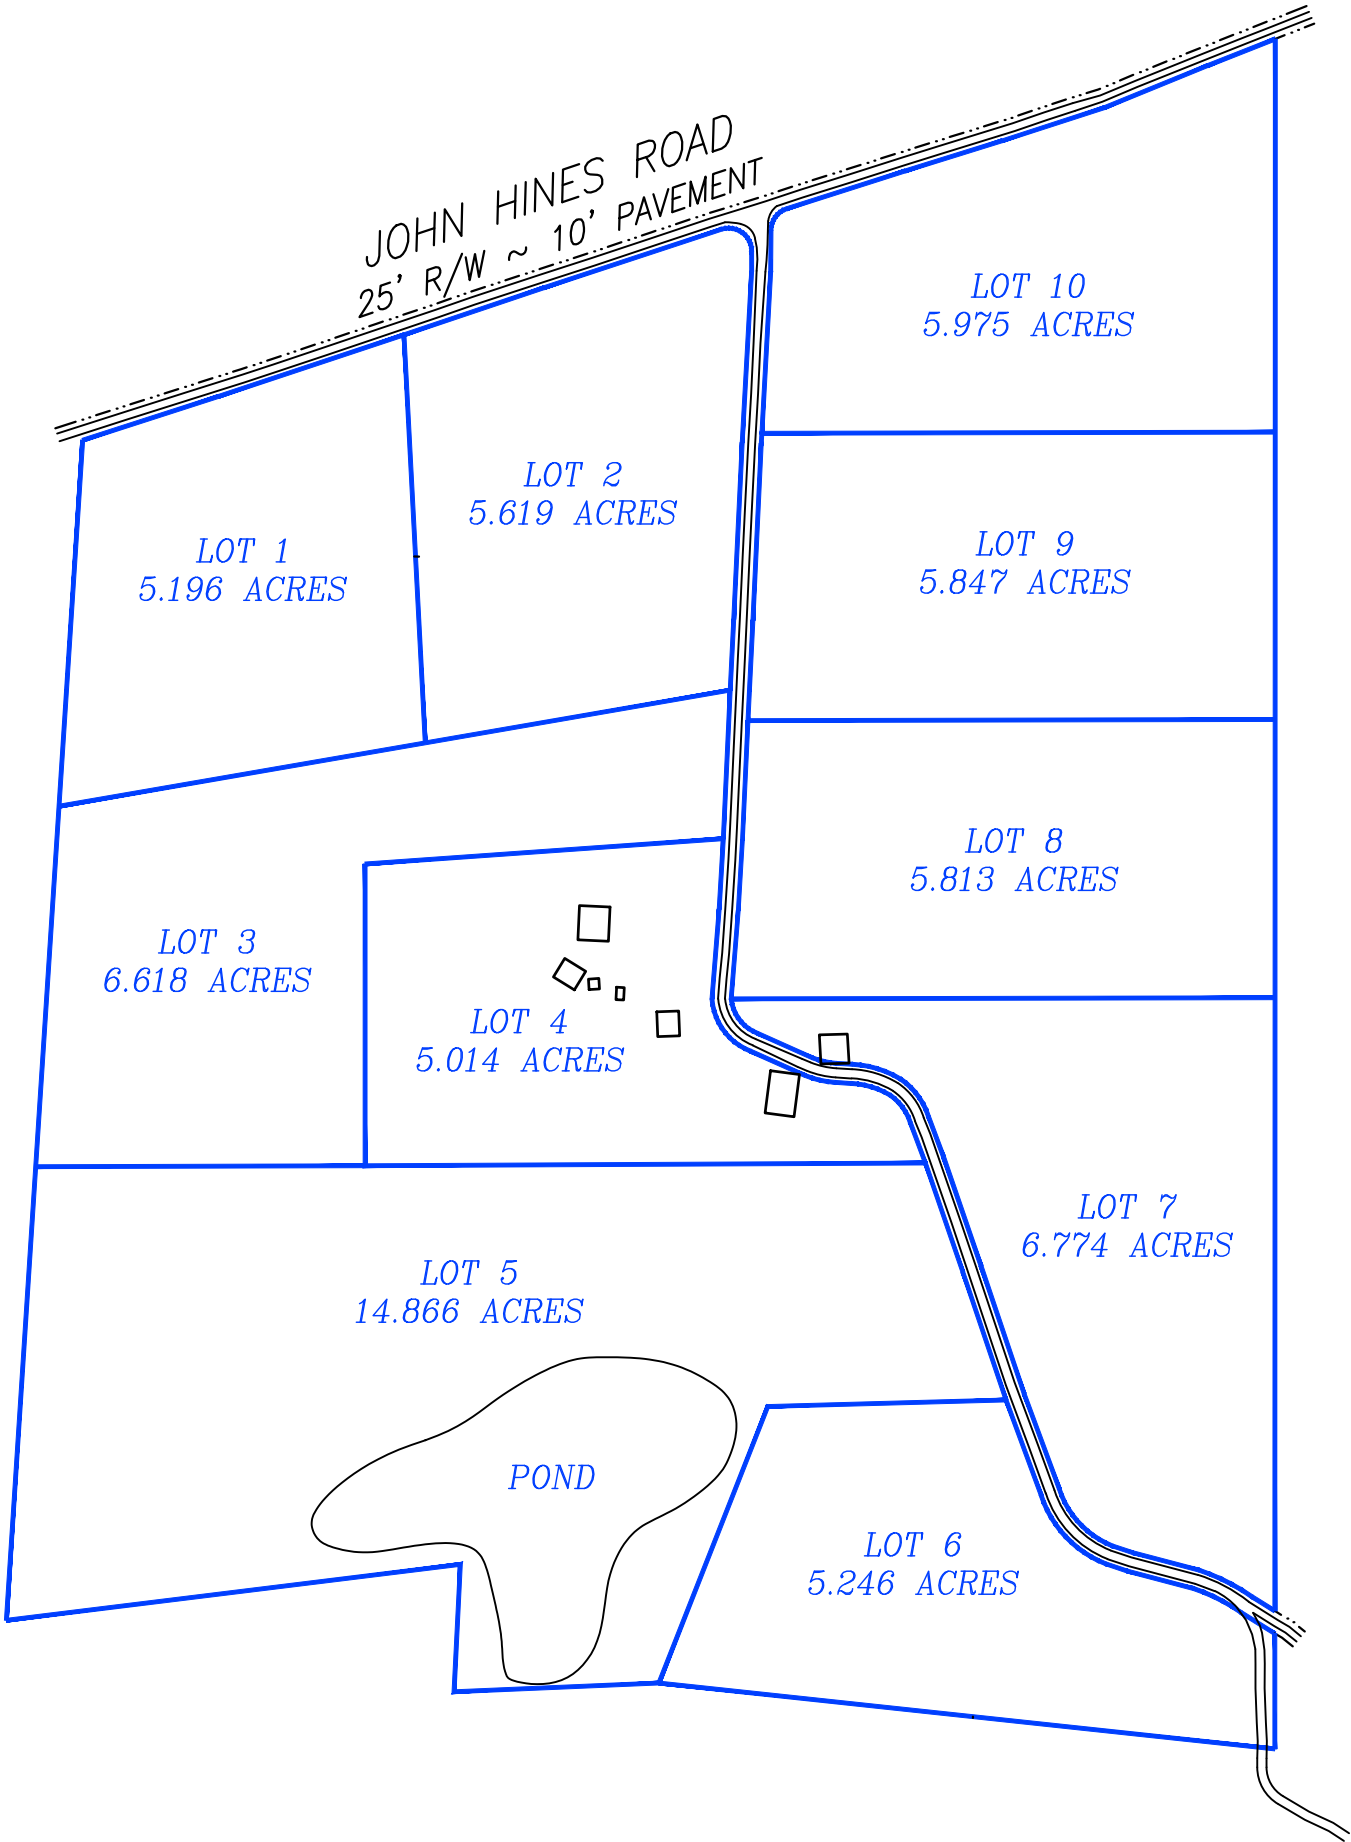 JOHN HINES ROAD
25' R/W ~ 10' PAVEMENT
LOT 10
5.975 ACRES
LOT 2
5.619 ACRES
LOT 1
5.196 ACRES
LOT 9
5.847 ACRES
LOT 8
5.813 ACRES
LOT 3
6.618 ACRES
LOT 4
5.014 ACRES
LOT 7
6.774 ACRES
LOT 5
14.866 ACRES
POND
LOT 6
5.246 ACRES